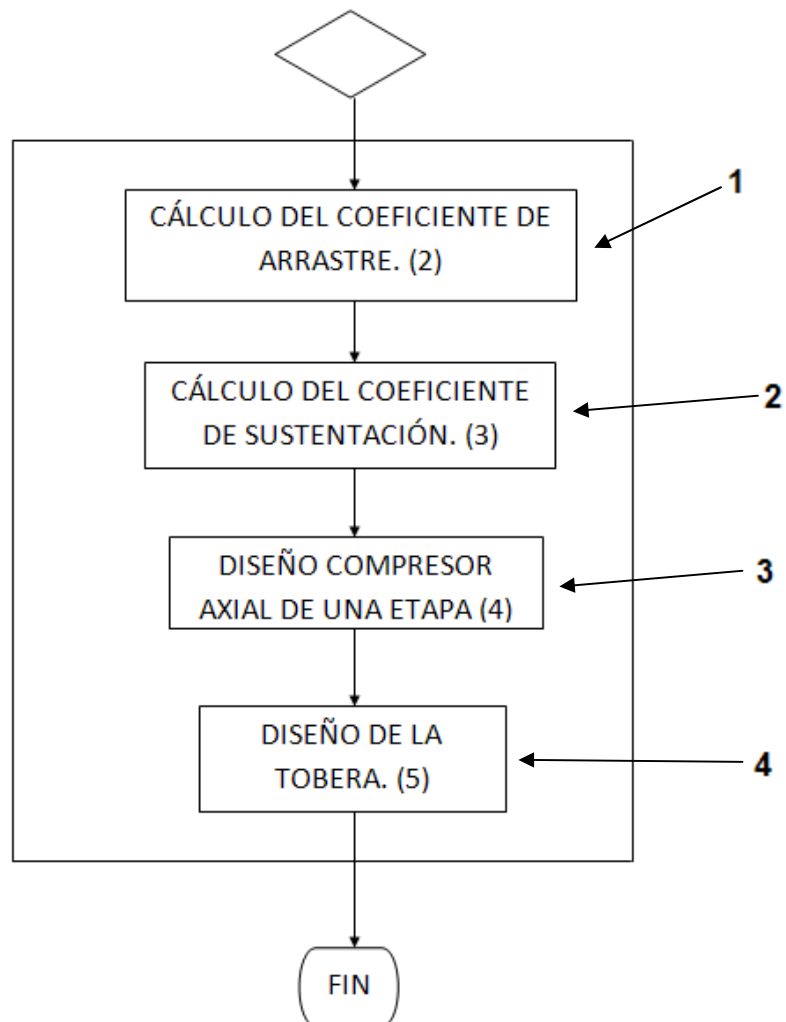 1
CÁLCULO DEL COEFICIENTE DE
ARRASTRE. (2)
2
CÁLCULO DEL COEFICIENTE
DE SUSTENTACIÓN. (3)
3
DISEÑO COMPRESOR
AXIAL DE UNA ETAPA (4)
4
DISEÑO DE LA
TOBERA. (5)
FIN